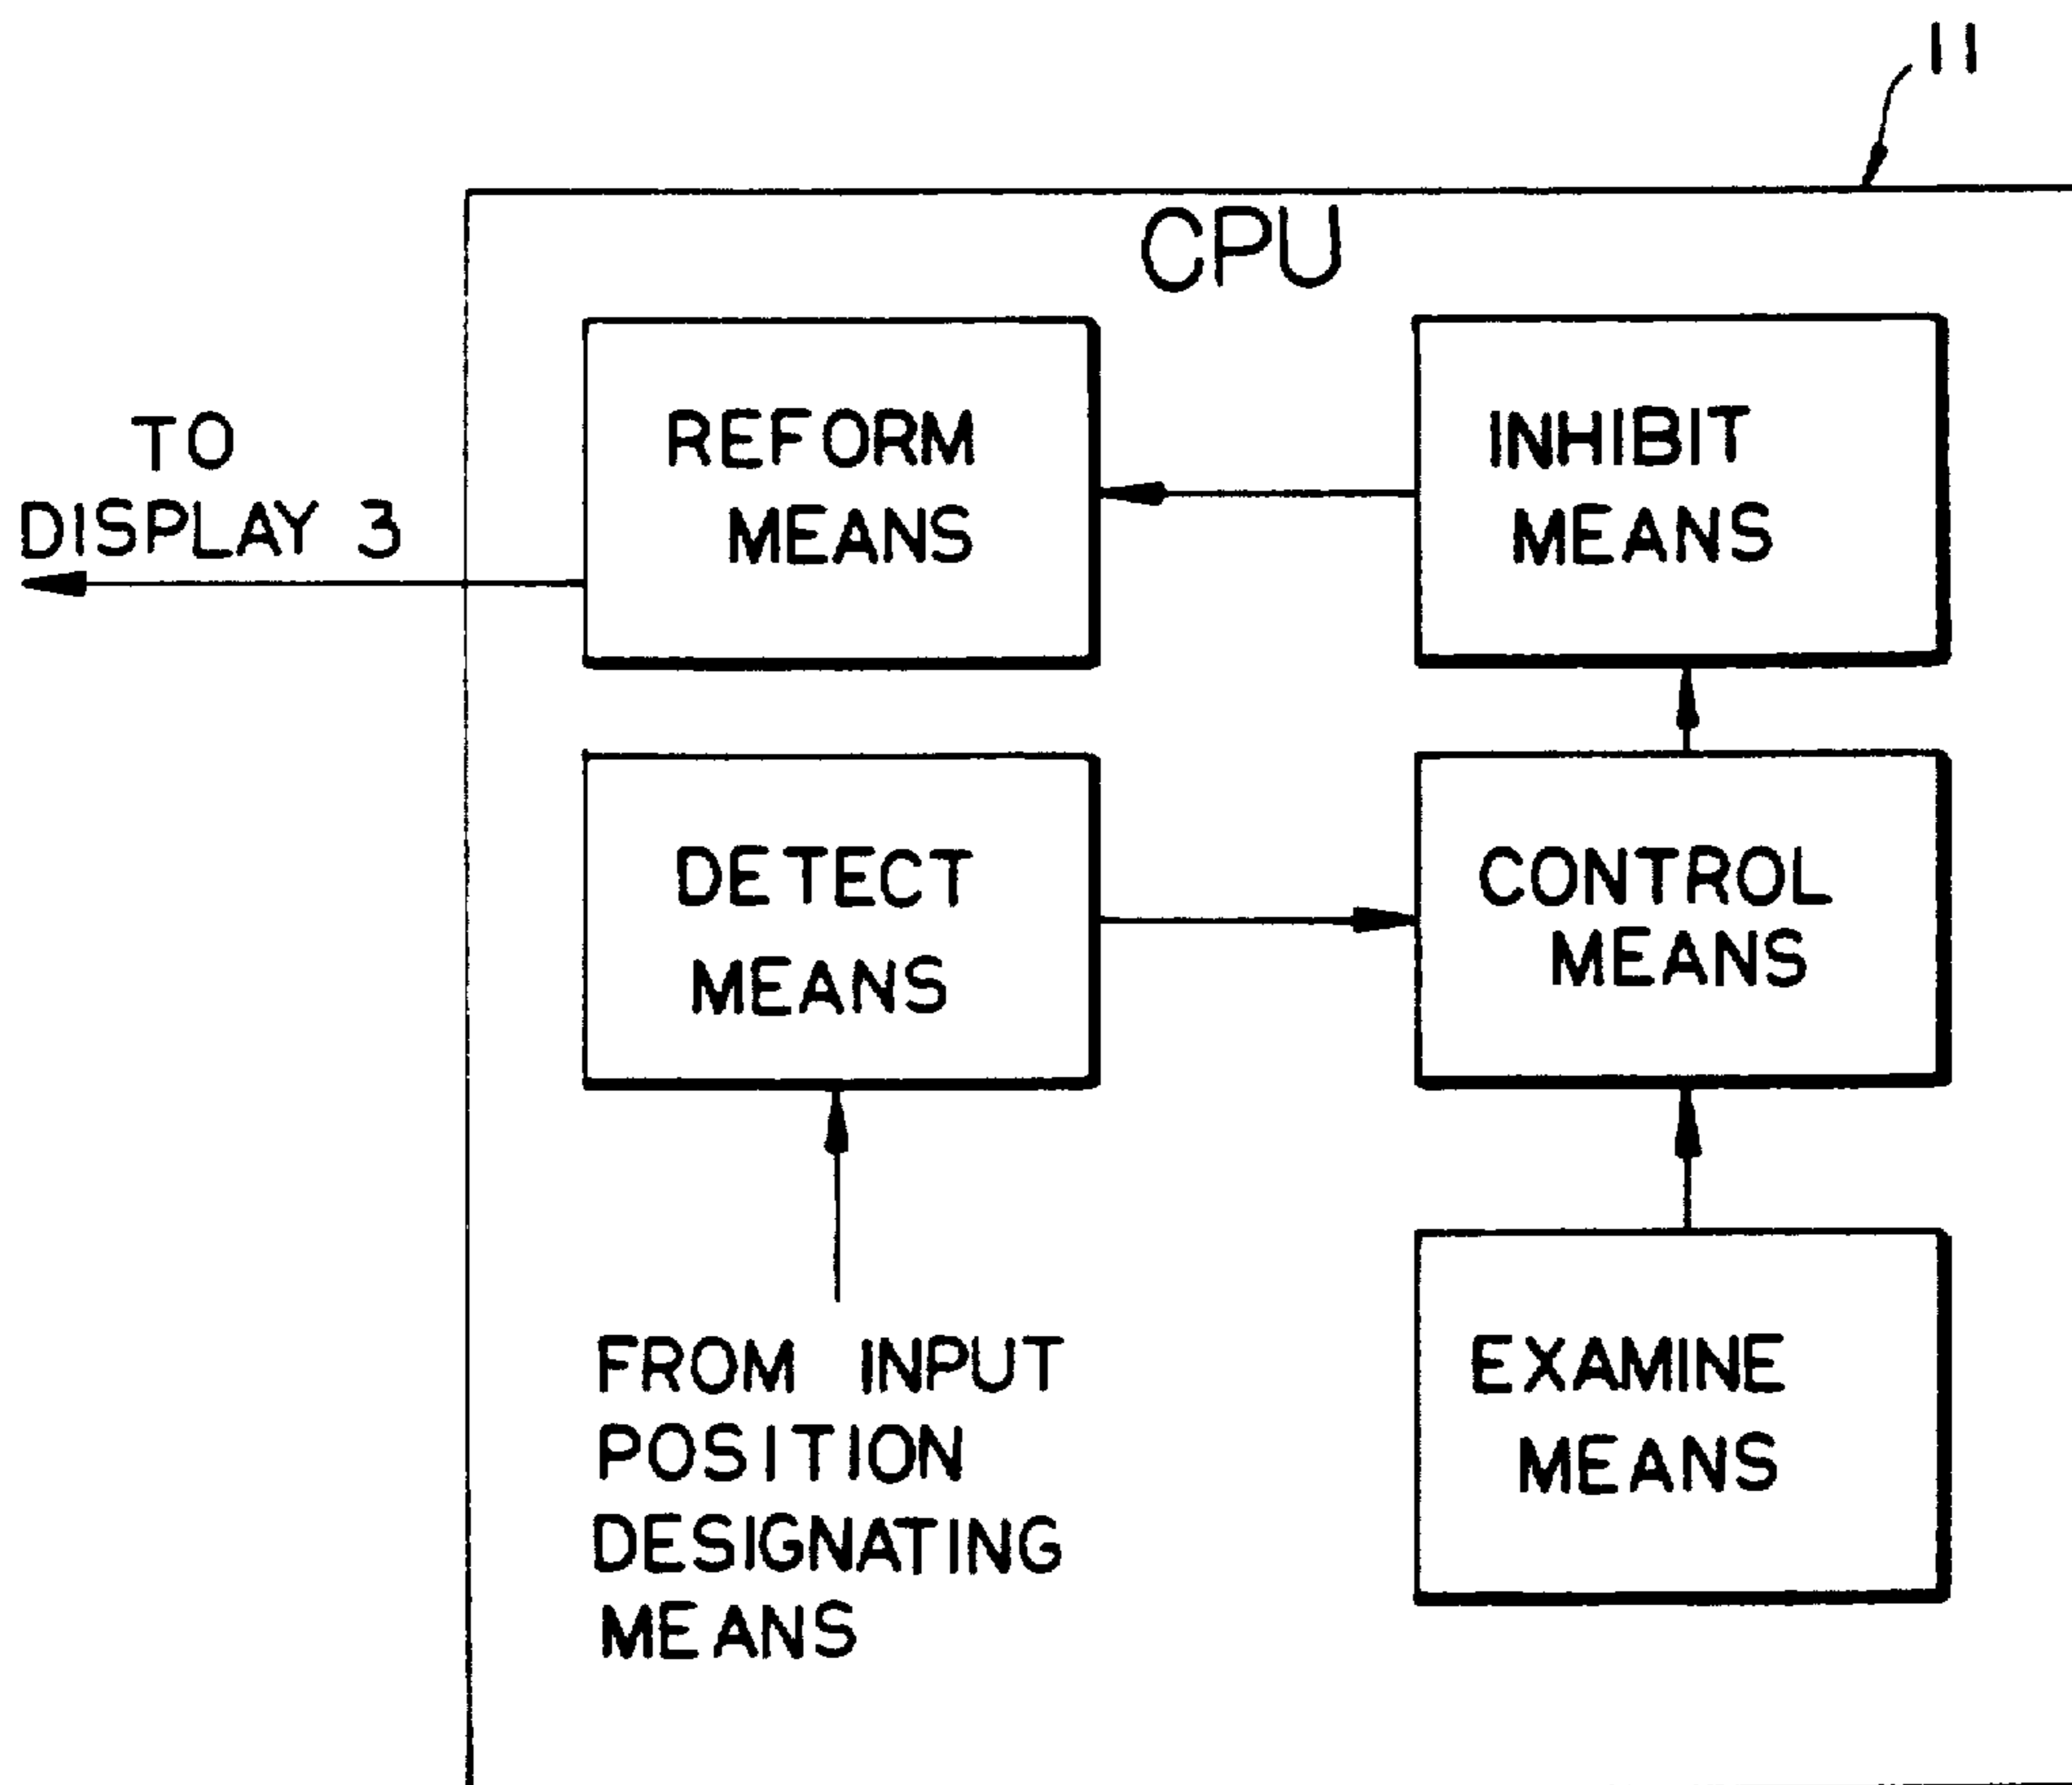 11
CPU
TO
DISPLAY 3
REFORM
MEANS
INHIBIT
MEANS
DETECT
MEANS
CONTROL
MEANS
FROM INPUT
POSITION
DESIGNATING
MEANS
EXAMINE
MEANS